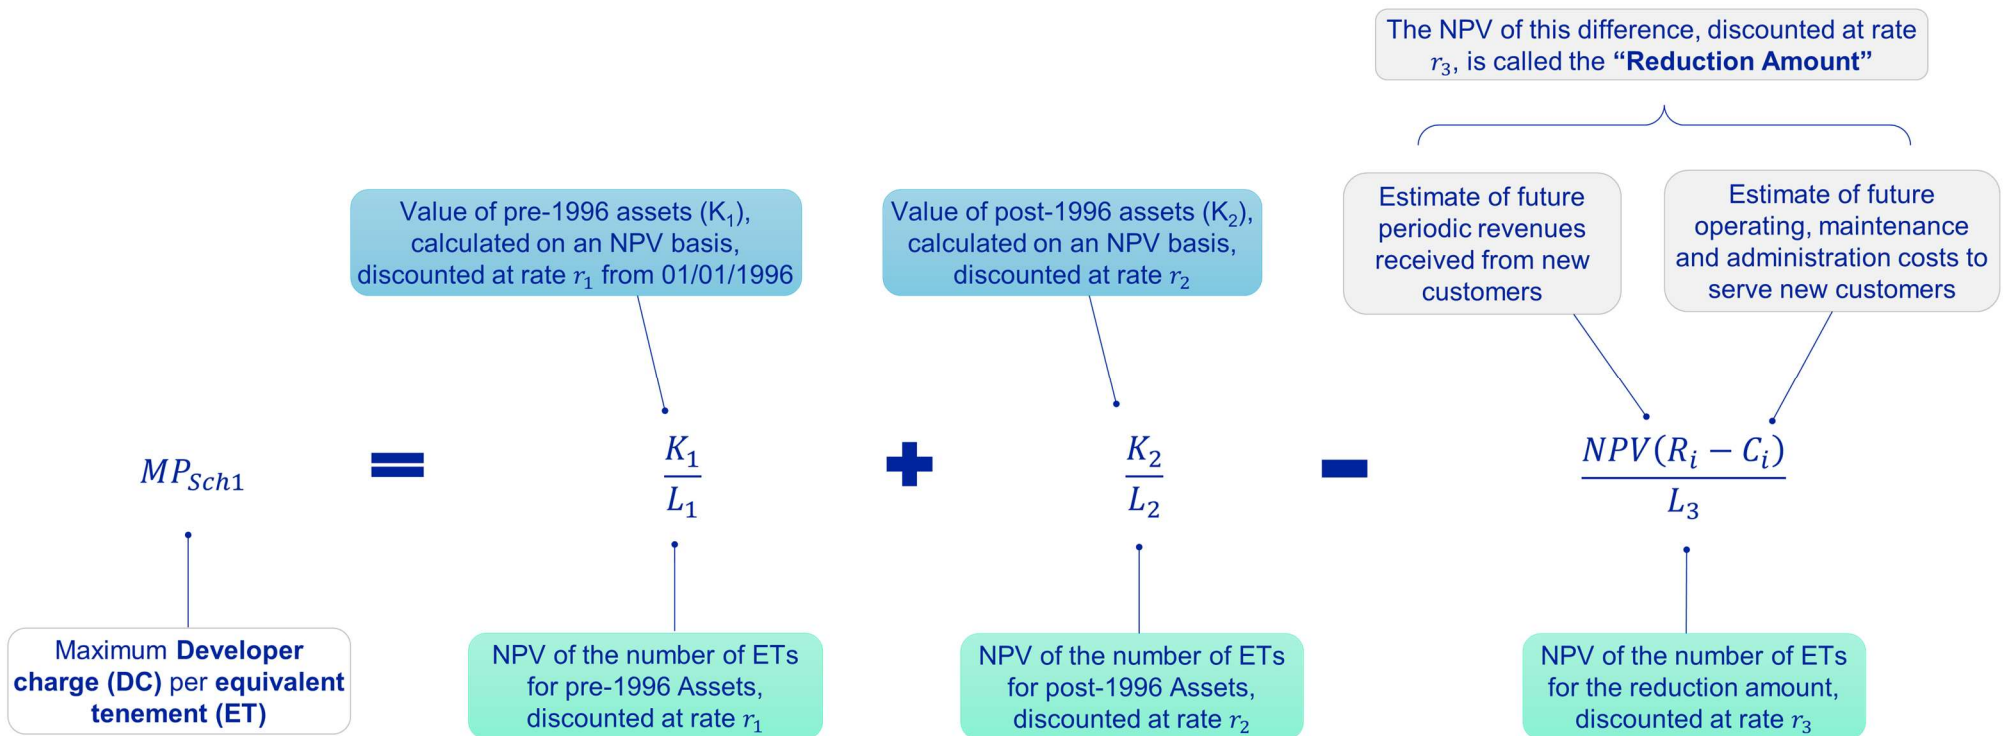 The NPV of this difference, discounted at rate
r₃, is called the “Reduction Amount”
Value of pre-1996 assets (K₁),
calculated on an NPV basis,
discounted at rate r₁ from 01/01/1996
Value of post-1996 assets (K₂),
calculated on an NPV basis,
discounted at rate r₂
Estimate of future
periodic revenues
received from new
customers
Estimate of future
operating, maintenance
and administration costs to
serve new customers
MP_Sch1 = K₁/L₁ + K₂/L₂ − NPV(Rᵢ − Cᵢ)/L₃
Maximum Developer
charge (DC) per equivalent
tenement (ET)
NPV of the number of ETs
for pre-1996 Assets,
discounted at rate r₁
NPV of the number of ETs
for post-1996 Assets,
discounted at rate r₂
NPV of the number of ETs
for the reduction amount,
discounted at rate r₃